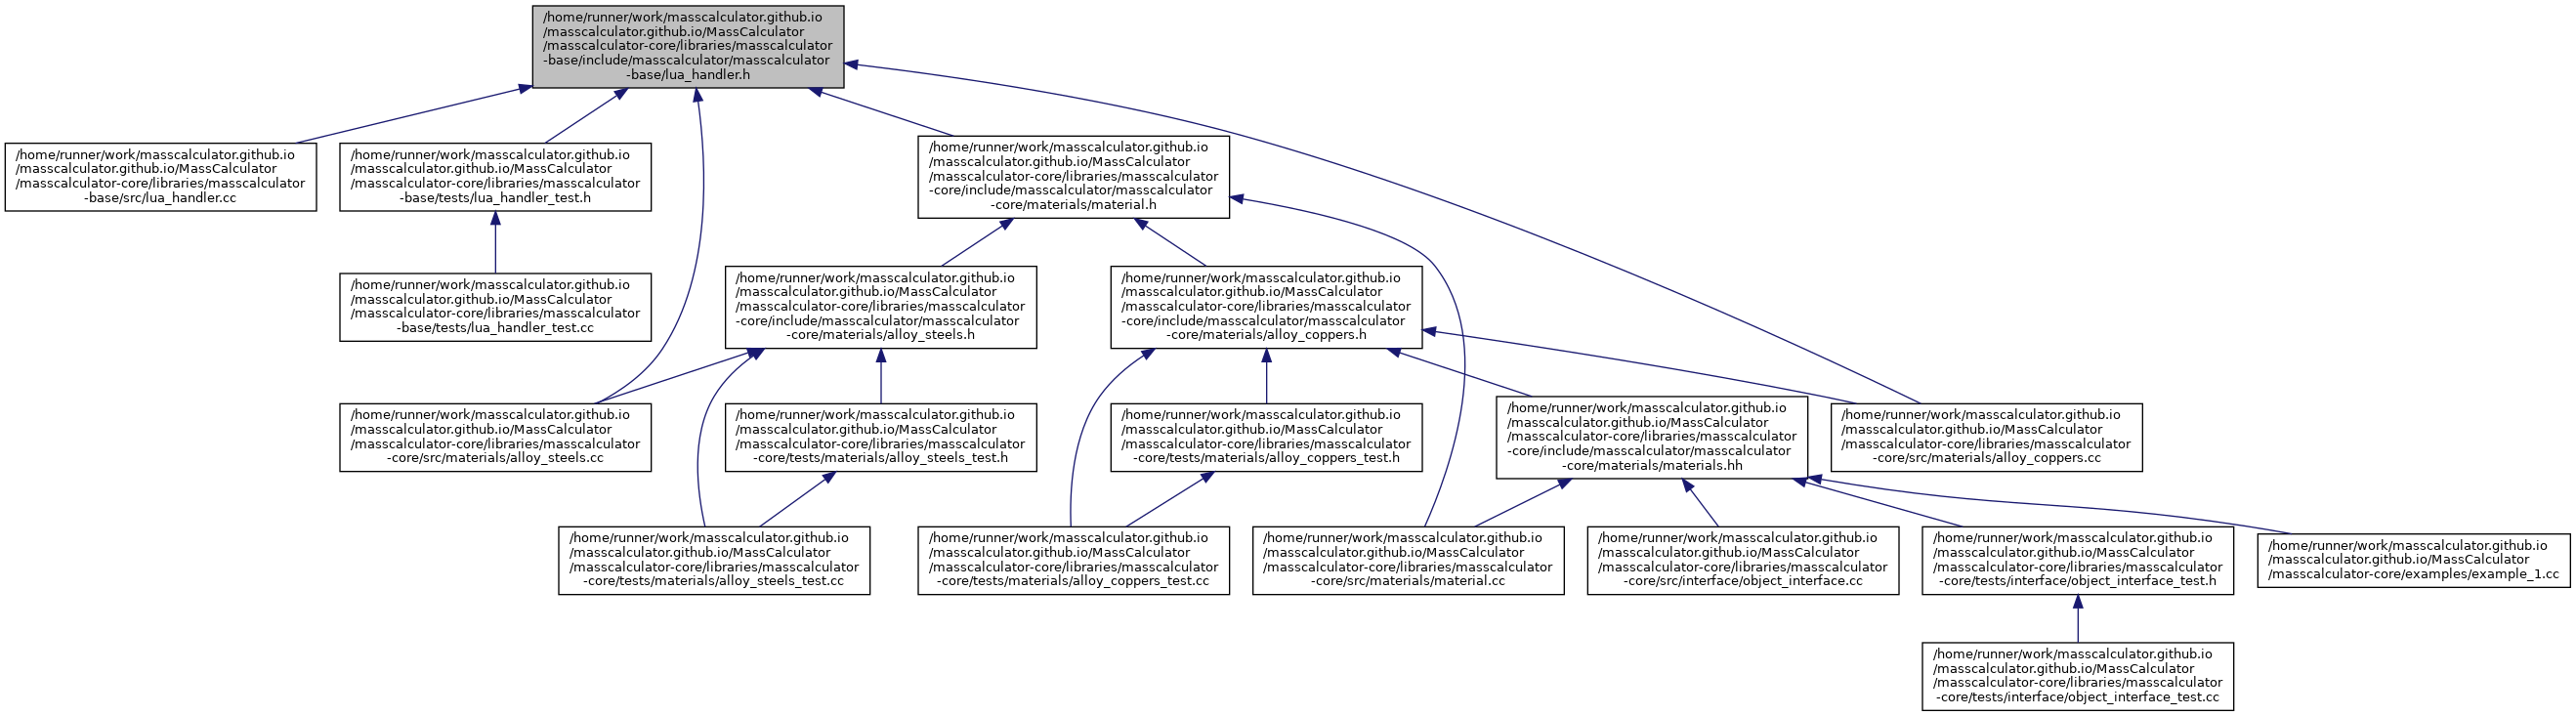 /home/runner/work/masscalculator.github.io
/masscalculator.github.io/MassCalculator
/masscalculator-core/libraries/masscalculator
-base/include/masscalculator/masscalculator
-base/lua_handler.h
/home/runner/work/masscalculator.github.io
/masscalculator.github.io/MassCalculator
/masscalculator-core/libraries/masscalculator
-base/src/lua_handler.cc
/home/runner/work/masscalculator.github.io
/masscalculator.github.io/MassCalculator
/masscalculator-core/libraries/masscalculator
-base/tests/lua_handler_test.h
/home/runner/work/masscalculator.github.io
/masscalculator.github.io/MassCalculator
/masscalculator-core/libraries/masscalculator
-core/include/masscalculator/masscalculator
-core/materials/material.h
/home/runner/work/masscalculator.github.io
/masscalculator.github.io/MassCalculator
/masscalculator-core/libraries/masscalculator
-base/tests/lua_handler_test.cc
/home/runner/work/masscalculator.github.io
/masscalculator.github.io/MassCalculator
/masscalculator-core/libraries/masscalculator
-core/include/masscalculator/masscalculator
-core/materials/alloy_steels.h
/home/runner/work/masscalculator.github.io
/masscalculator.github.io/MassCalculator
/masscalculator-core/libraries/masscalculator
-core/include/masscalculator/masscalculator
-core/materials/alloy_coppers.h
/home/runner/work/masscalculator.github.io
/masscalculator.github.io/MassCalculator
/masscalculator-core/libraries/masscalculator
-core/src/materials/alloy_steels.cc
/home/runner/work/masscalculator.github.io
/masscalculator.github.io/MassCalculator
/masscalculator-core/libraries/masscalculator
-core/tests/materials/alloy_steels_test.h
/home/runner/work/masscalculator.github.io
/masscalculator.github.io/MassCalculator
/masscalculator-core/libraries/masscalculator
-core/tests/materials/alloy_coppers_test.h
/home/runner/work/masscalculator.github.io
/masscalculator.github.io/MassCalculator
/masscalculator-core/libraries/masscalculator
-core/include/masscalculator/masscalculator
-core/materials/materials.hh
/home/runner/work/masscalculator.github.io
/masscalculator.github.io/MassCalculator
/masscalculator-core/libraries/masscalculator
-core/src/materials/alloy_coppers.cc
/home/runner/work/masscalculator.github.io
/masscalculator.github.io/MassCalculator
/masscalculator-core/libraries/masscalculator
-core/tests/materials/alloy_steels_test.cc
/home/runner/work/masscalculator.github.io
/masscalculator.github.io/MassCalculator
/masscalculator-core/libraries/masscalculator
-core/tests/materials/alloy_coppers_test.cc
/home/runner/work/masscalculator.github.io
/masscalculator.github.io/MassCalculator
/masscalculator-core/libraries/masscalculator
-core/src/materials/material.cc
/home/runner/work/masscalculator.github.io
/masscalculator.github.io/MassCalculator
/masscalculator-core/libraries/masscalculator
-core/src/interface/object_interface.cc
/home/runner/work/masscalculator.github.io
/masscalculator.github.io/MassCalculator
/masscalculator-core/libraries/masscalculator
-core/tests/interface/object_interface_test.h
/home/runner/work/masscalculator.github.io
/masscalculator.github.io/MassCalculator
/masscalculator-core/examples/example_1.cc
/home/runner/work/masscalculator.github.io
/masscalculator.github.io/MassCalculator
/masscalculator-core/libraries/masscalculator
-core/tests/interface/object_interface_test.cc